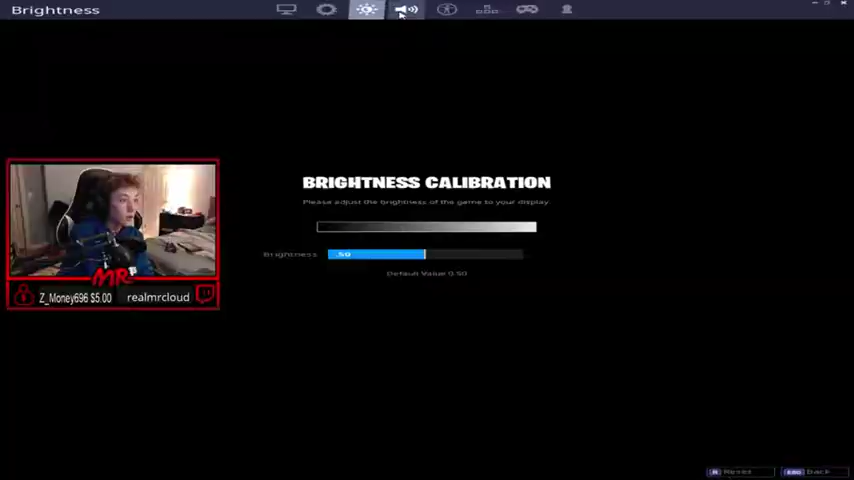 Brightness
BRIGHTNESS CALIBRATION
Please adjust the brightness of the game to your display.
Brightness .50
Default Value 0.50
MR
Z_Money696 $5.00 realmrcloud
Reset
ESC Back